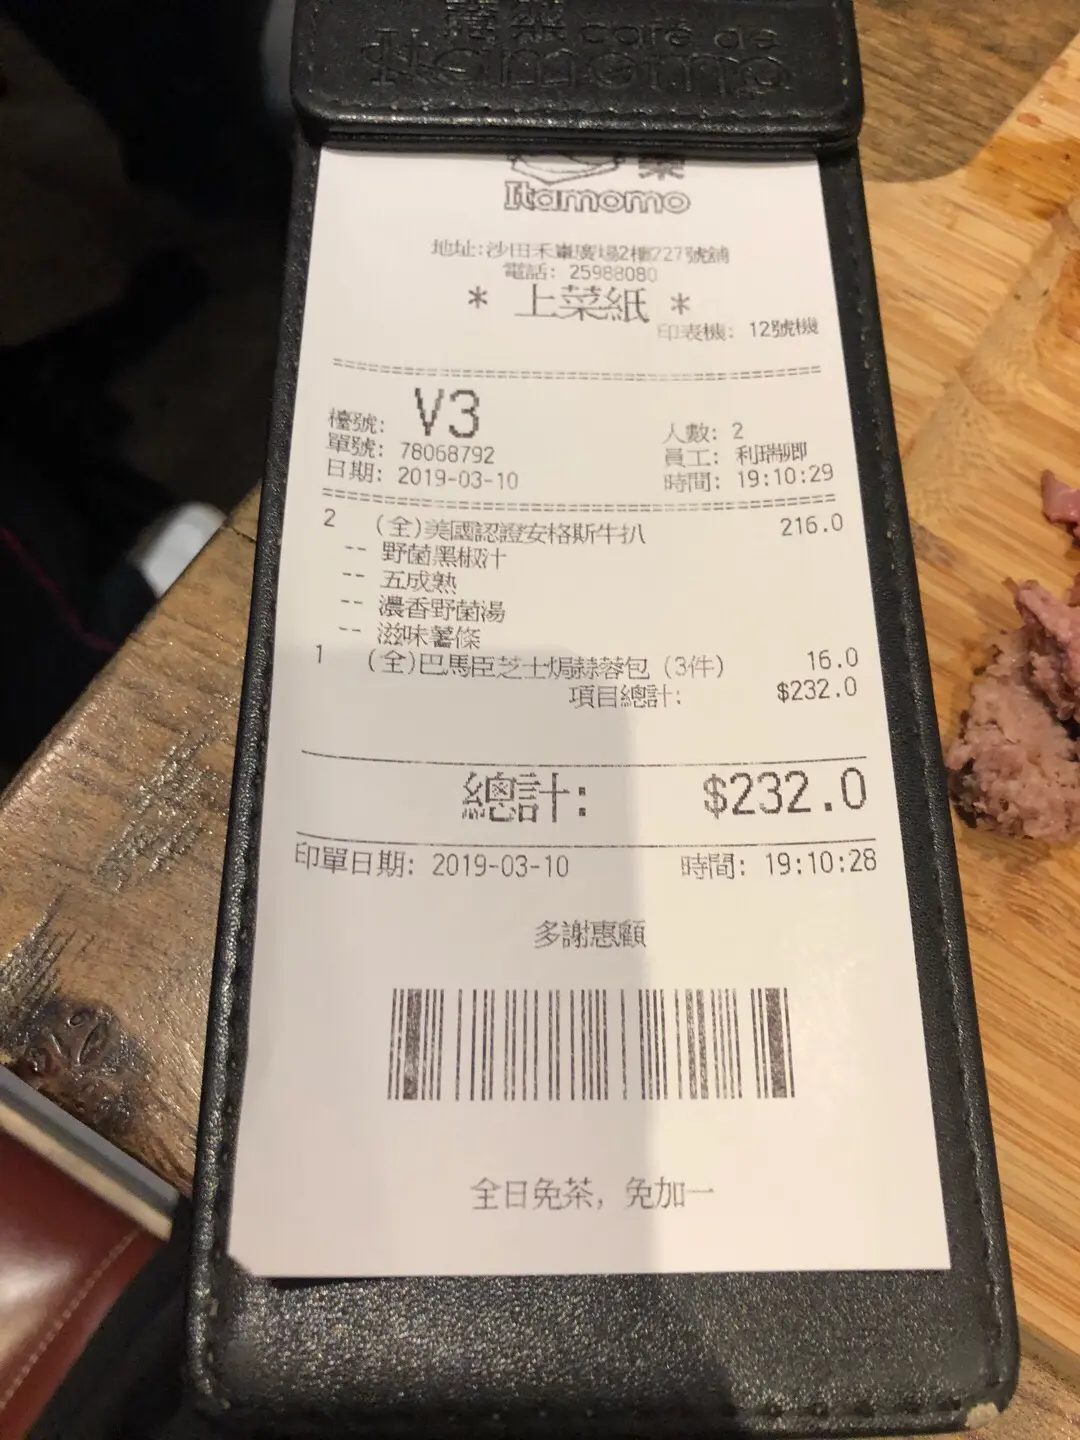 café de
Itamomo
Itamomo
地址:沙田禾輋廣場2樓227號舖
電話: 25988080
* 上菜紙 *
印表機: 12號機
檯號: V3
人數: 2
單號: 78068792
員工: 利瑞卿
日期: 2019-03-10
時間: 19:10:29
2 (全)美國認證安格斯牛扒 216.0
-- 野菌黑椒汁
-- 五成熟
-- 濃香野菌湯
-- 滋味薯條
1 (全)巴馬臣芝士焗蒜蓉包 (3件) 16.0
項目總計: $232.0
總計: $232.0
印單日期: 2019-03-10 時間: 19:10:28
多謝惠顧
全日免茶, 免加一